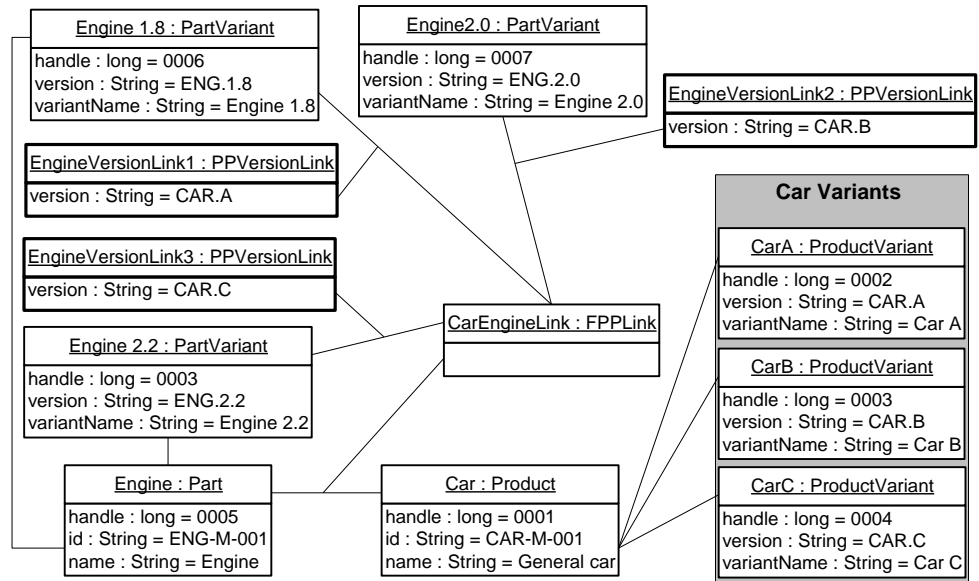 Engine 1.8 : PartVariant
handle : long = 0006
version : String = ENG.1.8
variantName : String = Engine 1.8
Engine2.0 : PartVariant
handle : long = 0007
version : String = ENG.2.0
variantName : String = Engine 2.0
EngineVersionLink2 : PPVersionLink
version : String = CAR.B
EngineVersionLink1 : PPVersionLink
version : String = CAR.A
Car Variants
CarA : ProductVariant
handle : long = 0002
version : String = CAR.A
variantName : String = Car A
EngineVersionLink3 : PPVersionLink
version : String = CAR.C
CarEngineLink : FPPLink
Engine 2.2 : PartVariant
handle : long = 0003
version : String = ENG.2.2
variantName : String = Engine 2.2
CarB : ProductVariant
handle : long = 0003
version : String = CAR.B
variantName : String = Car B
Engine : Part
handle : long = 0005
id : String = ENG-M-001
name : String = Engine
Car : Product
handle : long = 0001
id : String = CAR-M-001
name : String = General car
CarC : ProductVariant
handle : long = 0004
version : String = CAR.C
variantName : String = Car C